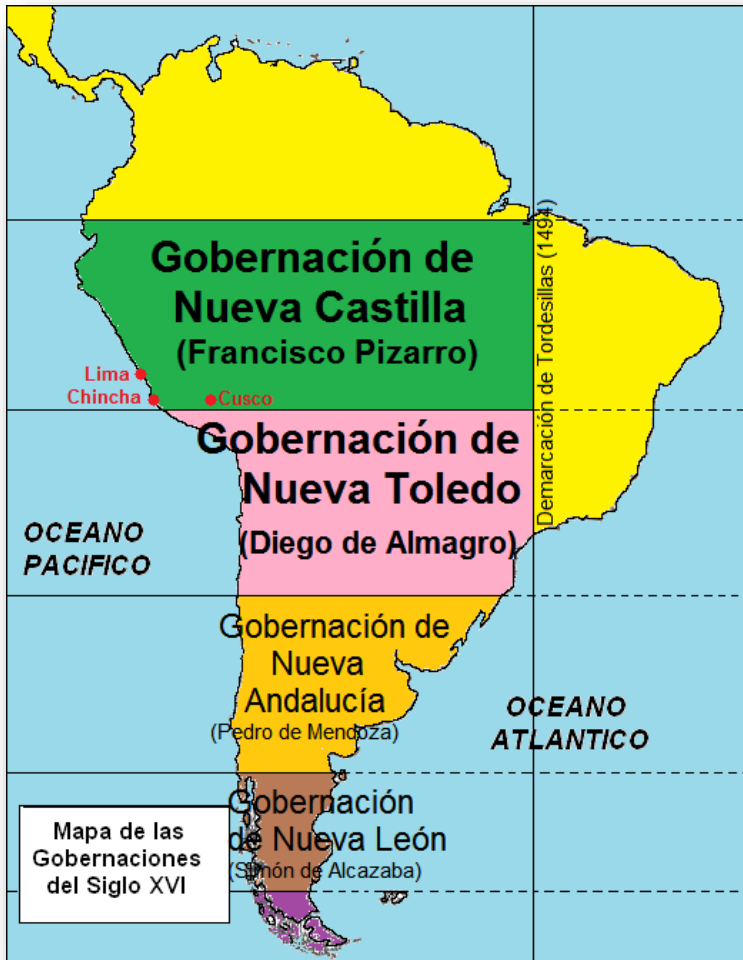 Gobernación de
Nueva Castilla
(Francisco Pizarro)
Demarcación de Tordesillas (1494)
Lima
Chincha
Cusco
Gobernación de
Nueva Toledo
(Diego de Almagro)
OCEANO
PACIFICO
Gobernación de
Nueva
Andalucía
(Pedro de Mendoza)
OCEANO
ATLANTICO
Gobernación
de Nueva León
(Simón de Alcazaba)
Mapa de las
Gobernaciones
del Siglo XVI